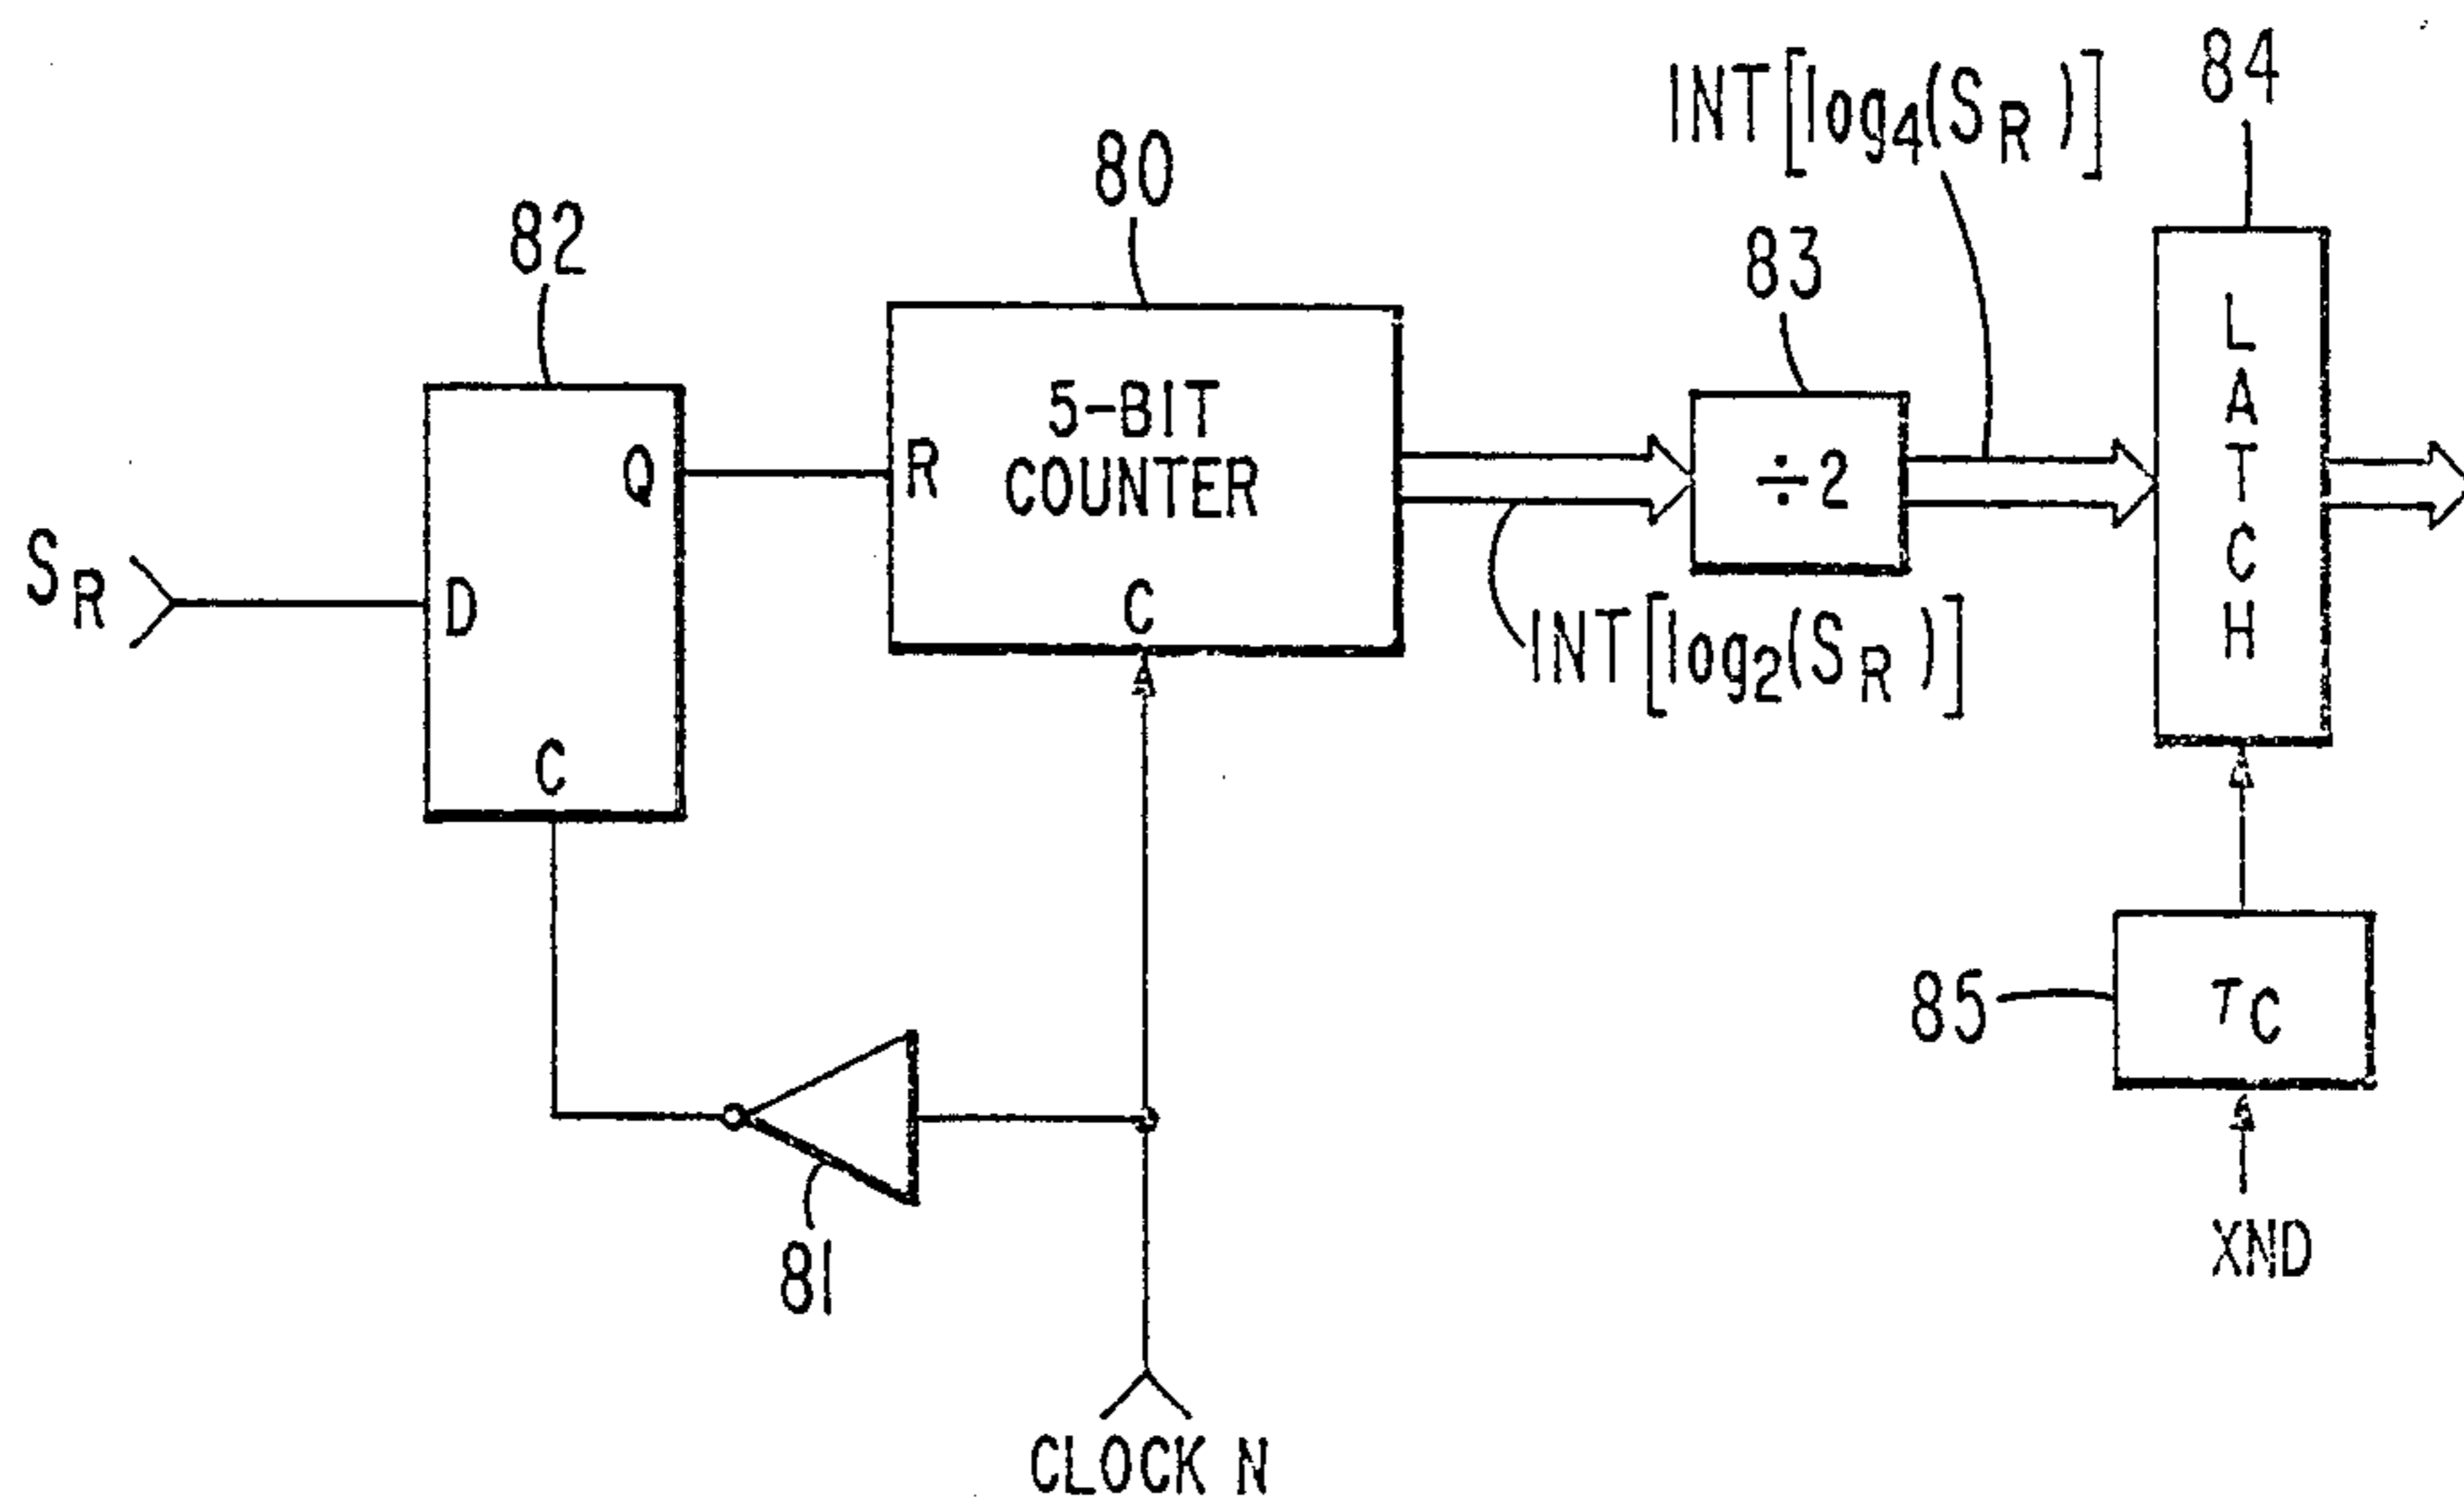 84
INT[log4(SR)]
80
82
83
5-BIT
COUNTER
R
C
÷2
LATCH
Q
D
C
SR
INT[log2(SR)]
85
τC
XND
81
CLOCK N